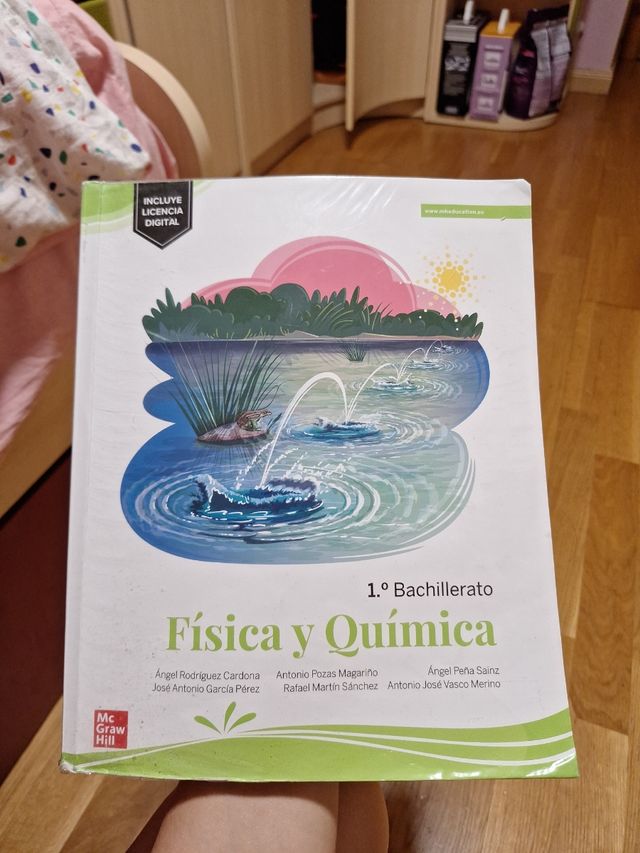 INCLUYE
LICENCIA
DIGITAL
www.mheducation.es
1.º Bachillerato
Física y Química
Ángel Rodríguez Cardona Antonio Pozas Magariño Ángel Peña Sainz
José Antonio García Pérez Rafael Martín Sánchez Antonio José Vasco Merino
Mc
Graw
Hill